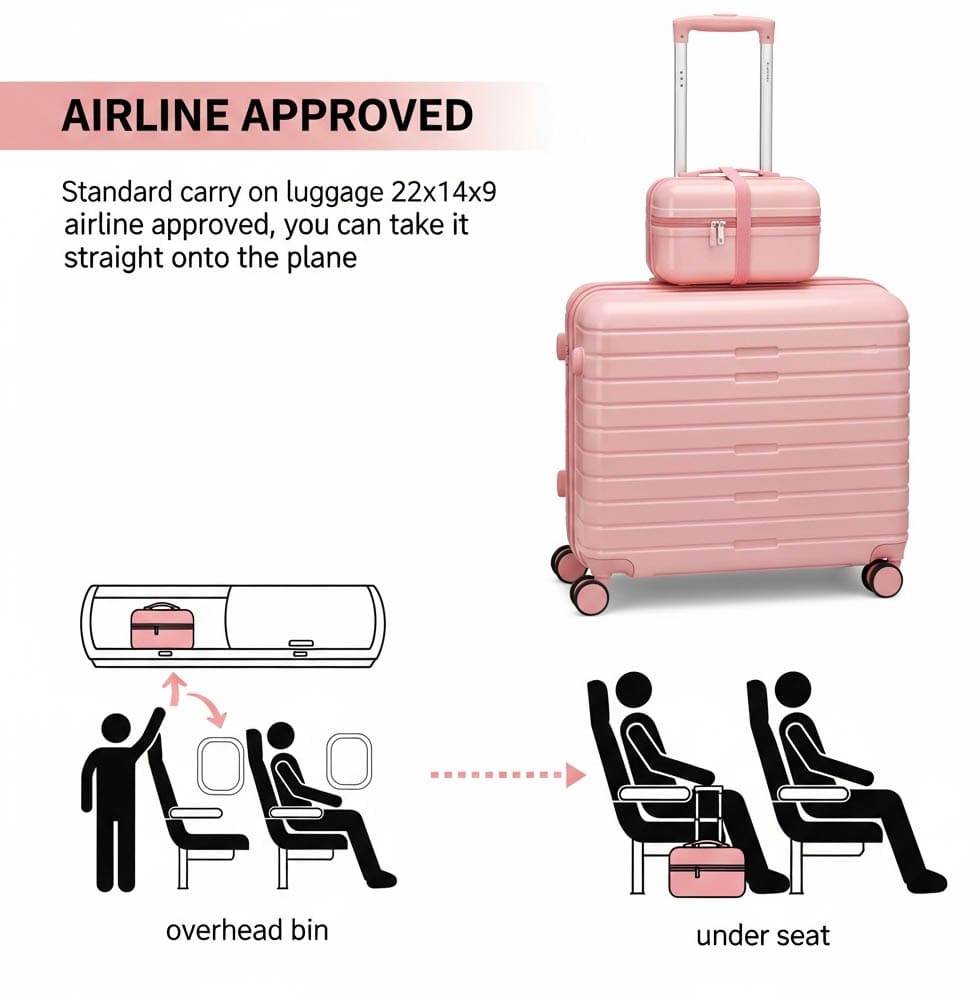 AIRLINE APPROVED
Standard carry on luggage 22x14x9
airline approved, you can take it
straight onto the plane
overhead bin
under seat